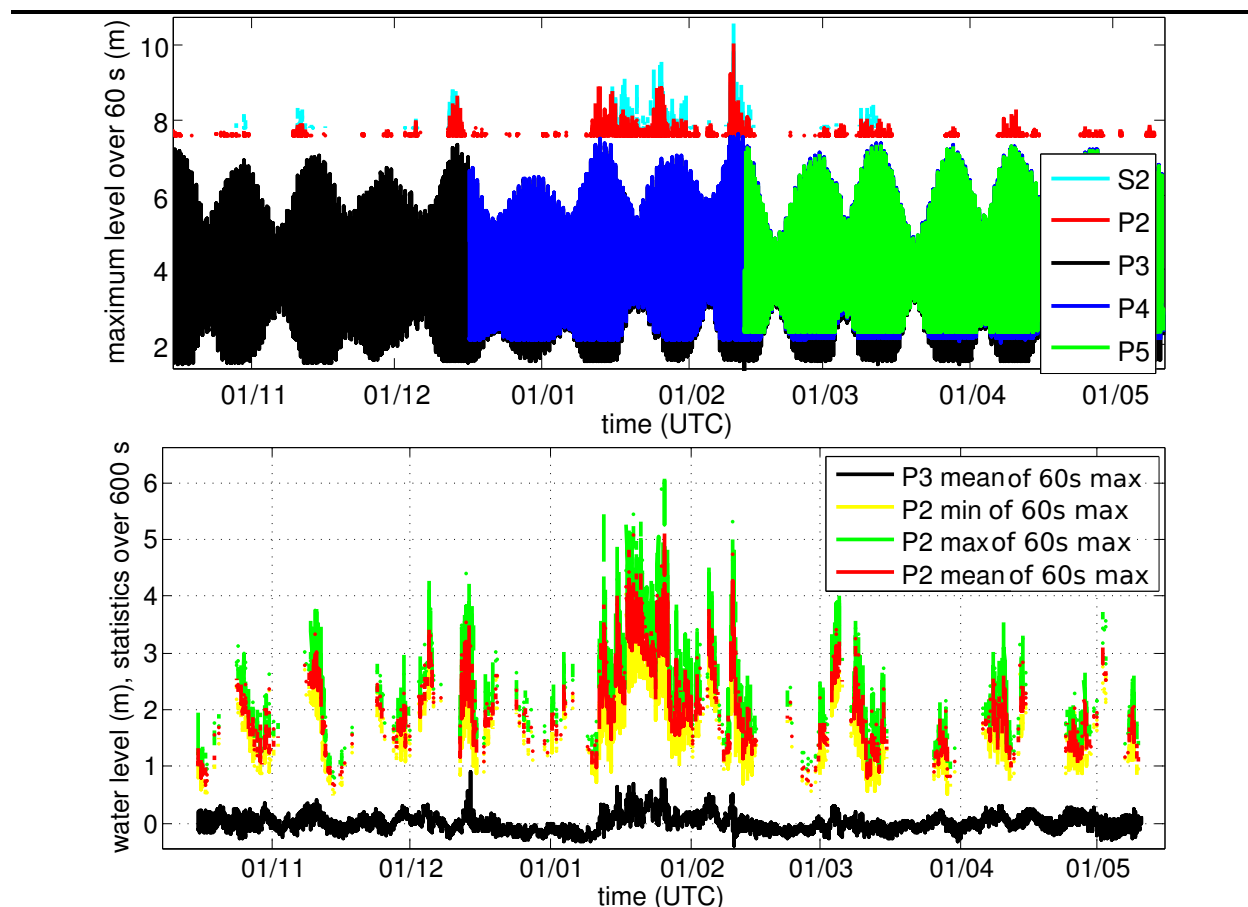 maximum level over 60 s (m)
10
8
6
4
2
S2
P2
P3
P4
P5
01/11 01/12 01/01 01/02 01/03 01/04 01/05
time (UTC)
water level (m), statistics over 600 s
6
5
4
3
2
1
0
P3 mean of 60s max
P2 min of 60s max
P2 max of 60s max
P2 mean of 60s max
01/11 01/12 01/01 01/02 01/03 01/04 01/05
time (UTC)